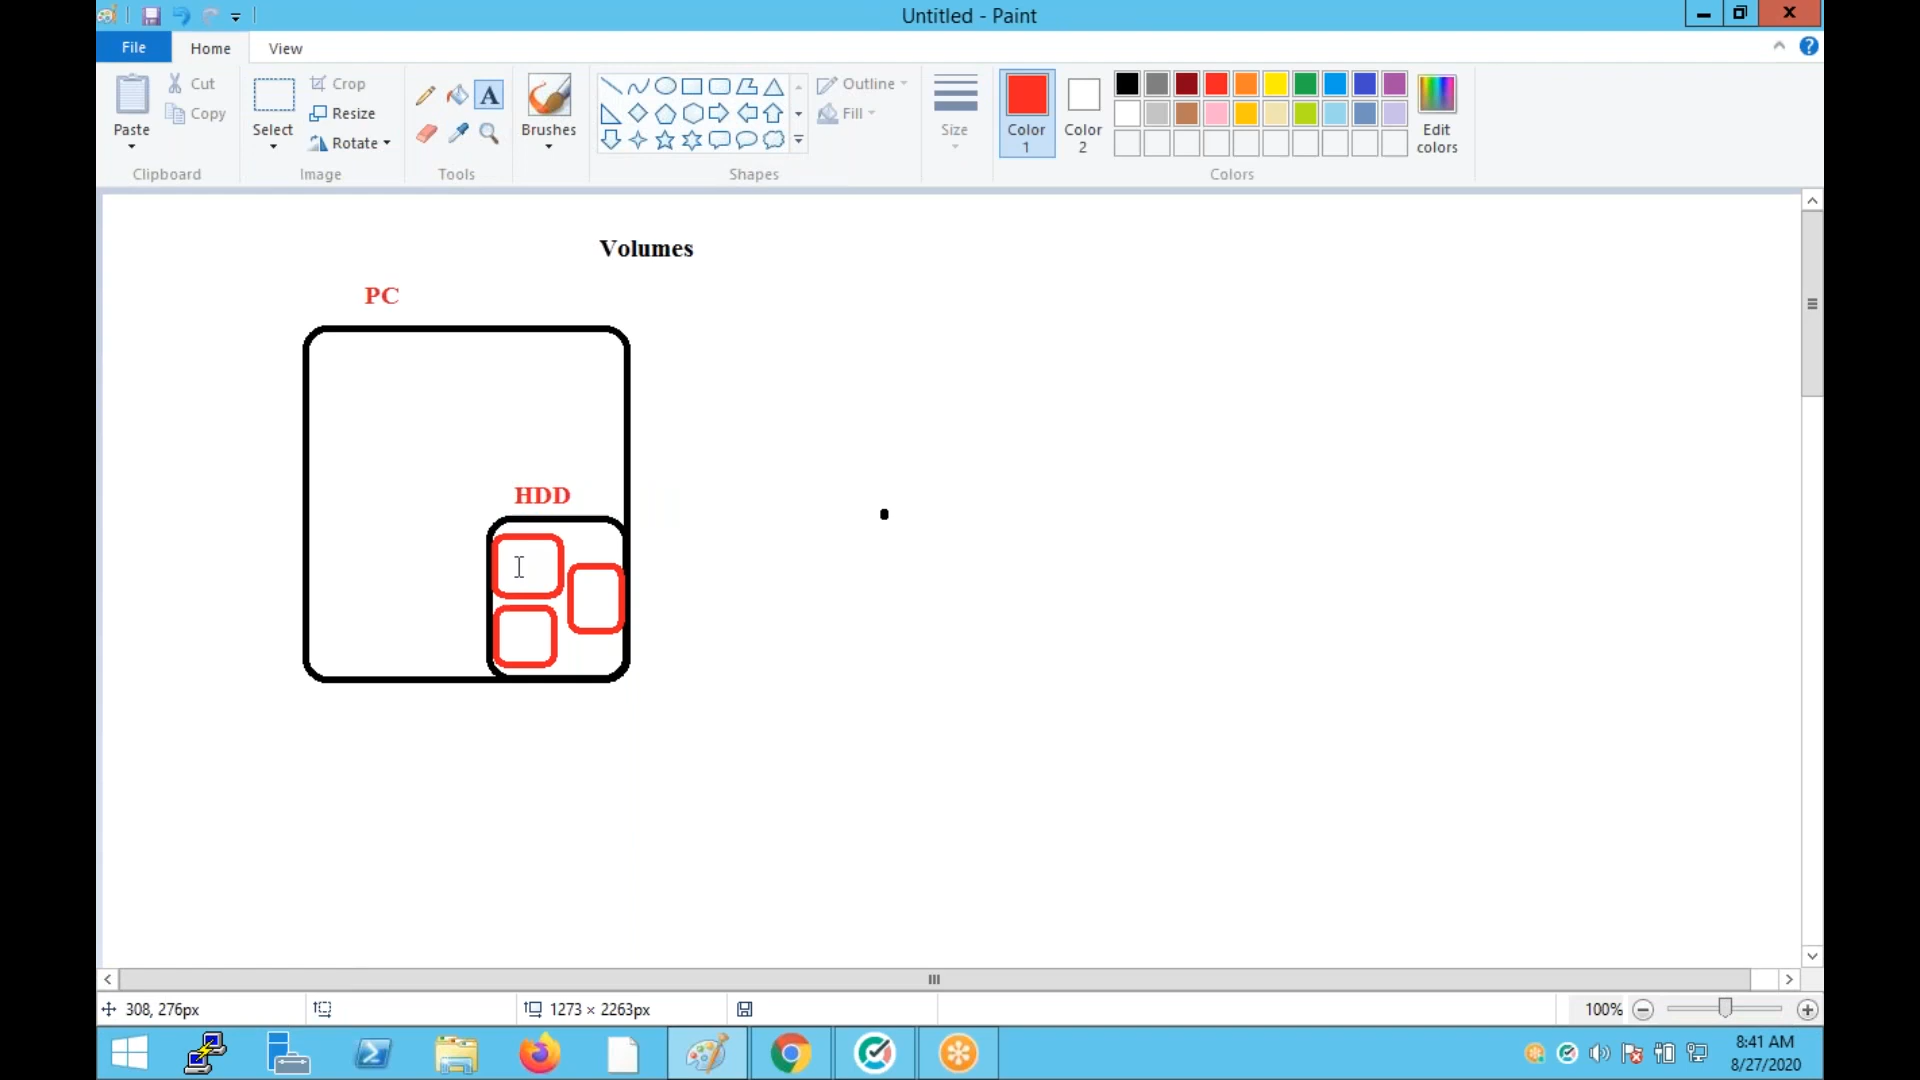 Untitled - Paint
File Home View
Paste
Cut
Copy
Clipboard
Select
Crop
Resize
Rotate
Image
A
Tools
Brushes
Shapes
Outline
Fill
Size
Color 1
Color 2
Edit colors
Colors
Volumes
PC
HDD
308, 276px
1273 × 2263px
100%
8:41 AM
8/27/2020